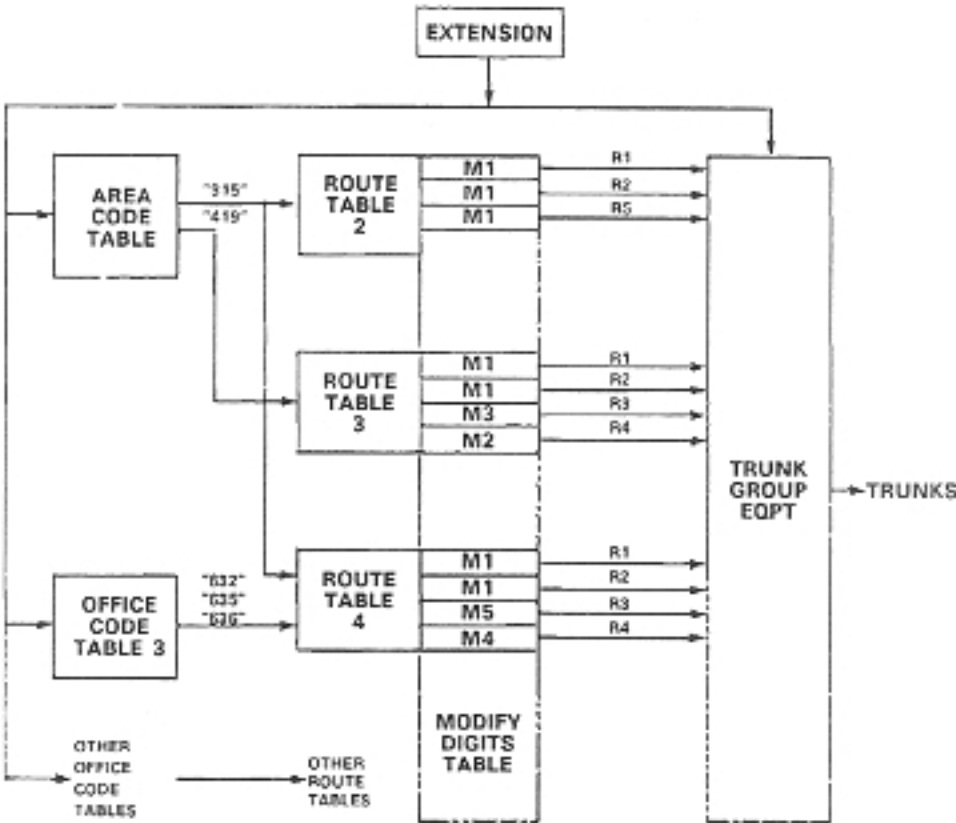 EXTENSION
AREA
CODE
TABLE
"315"
"419"
ROUTE
TABLE
2
M1
M1
M1
R1
R2
R5
ROUTE
TABLE
3
M1
M1
M3
M2
R1
R2
R3
R4
TRUNK
GROUP
EQPT
TRUNKS
OFFICE
CODE
TABLE 3
"632"
"635"
"636"
ROUTE
TABLE
4
M1
M1
M5
M4
R1
R2
R3
R4
MODIFY
DIGITS
TABLE
OTHER
OFFICE
CODE
TABLES
OTHER
ROUTE
TABLES